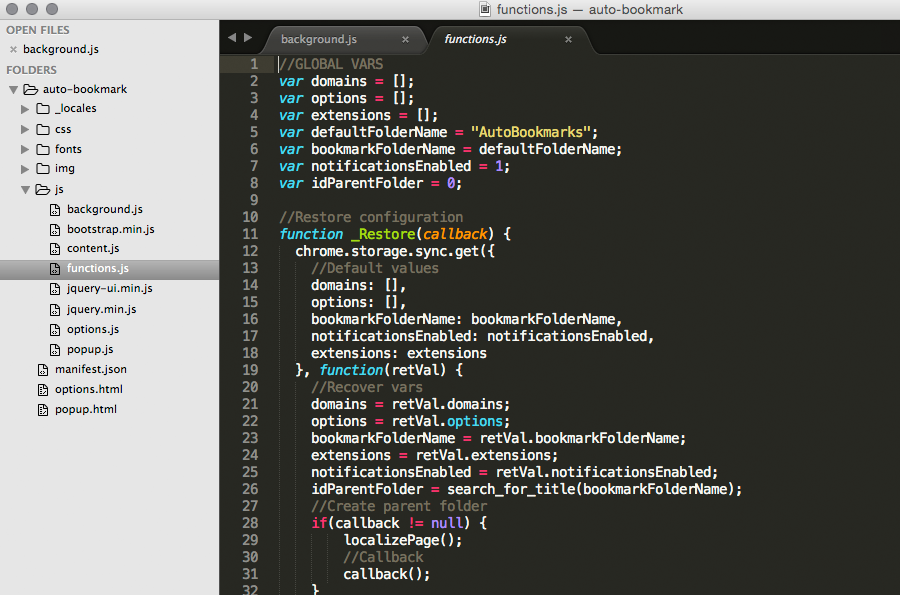 functions.js — auto-bookmark
OPEN FILES
× background.js
FOLDERS
auto-bookmark
_locales
css
fonts
img
js
background.js
bootstrap.min.js
content.js
functions.js
jquery-ui.min.js
jquery.min.js
options.js
popup.js
manifest.json
options.html
popup.html
background.js ×
functions.js ×
1 //GLOBAL VARS
2 var domains = [];
3 var options = [];
4 var extensions = [];
5 var defaultFolderName = "AutoBookmarks";
6 var bookmarkFolderName = defaultFolderName;
7 var notificationsEnabled = 1;
8 var idParentFolder = 0;
9
10 //Restore configuration
11 function _Restore(callback) {
12 chrome.storage.sync.get({
13 //Default values
14 domains: [],
15 options: [],
16 bookmarkFolderName: bookmarkFolderName,
17 notificationsEnabled: notificationsEnabled,
18 extensions: extensions
19 }, function(retVal) {
20 //Recover vars
21 domains = retVal.domains;
22 options = retVal.options;
23 bookmarkFolderName = retVal.bookmarkFolderName;
24 extensions = retVal.extensions;
25 notificationsEnabled = retVal.notificationsEnabled;
26 idParentFolder = search_for_title(bookmarkFolderName);
27 //Create parent folder
28 if(callback != null) {
29 localizePage();
30 //Callback
31 callback();
32 }